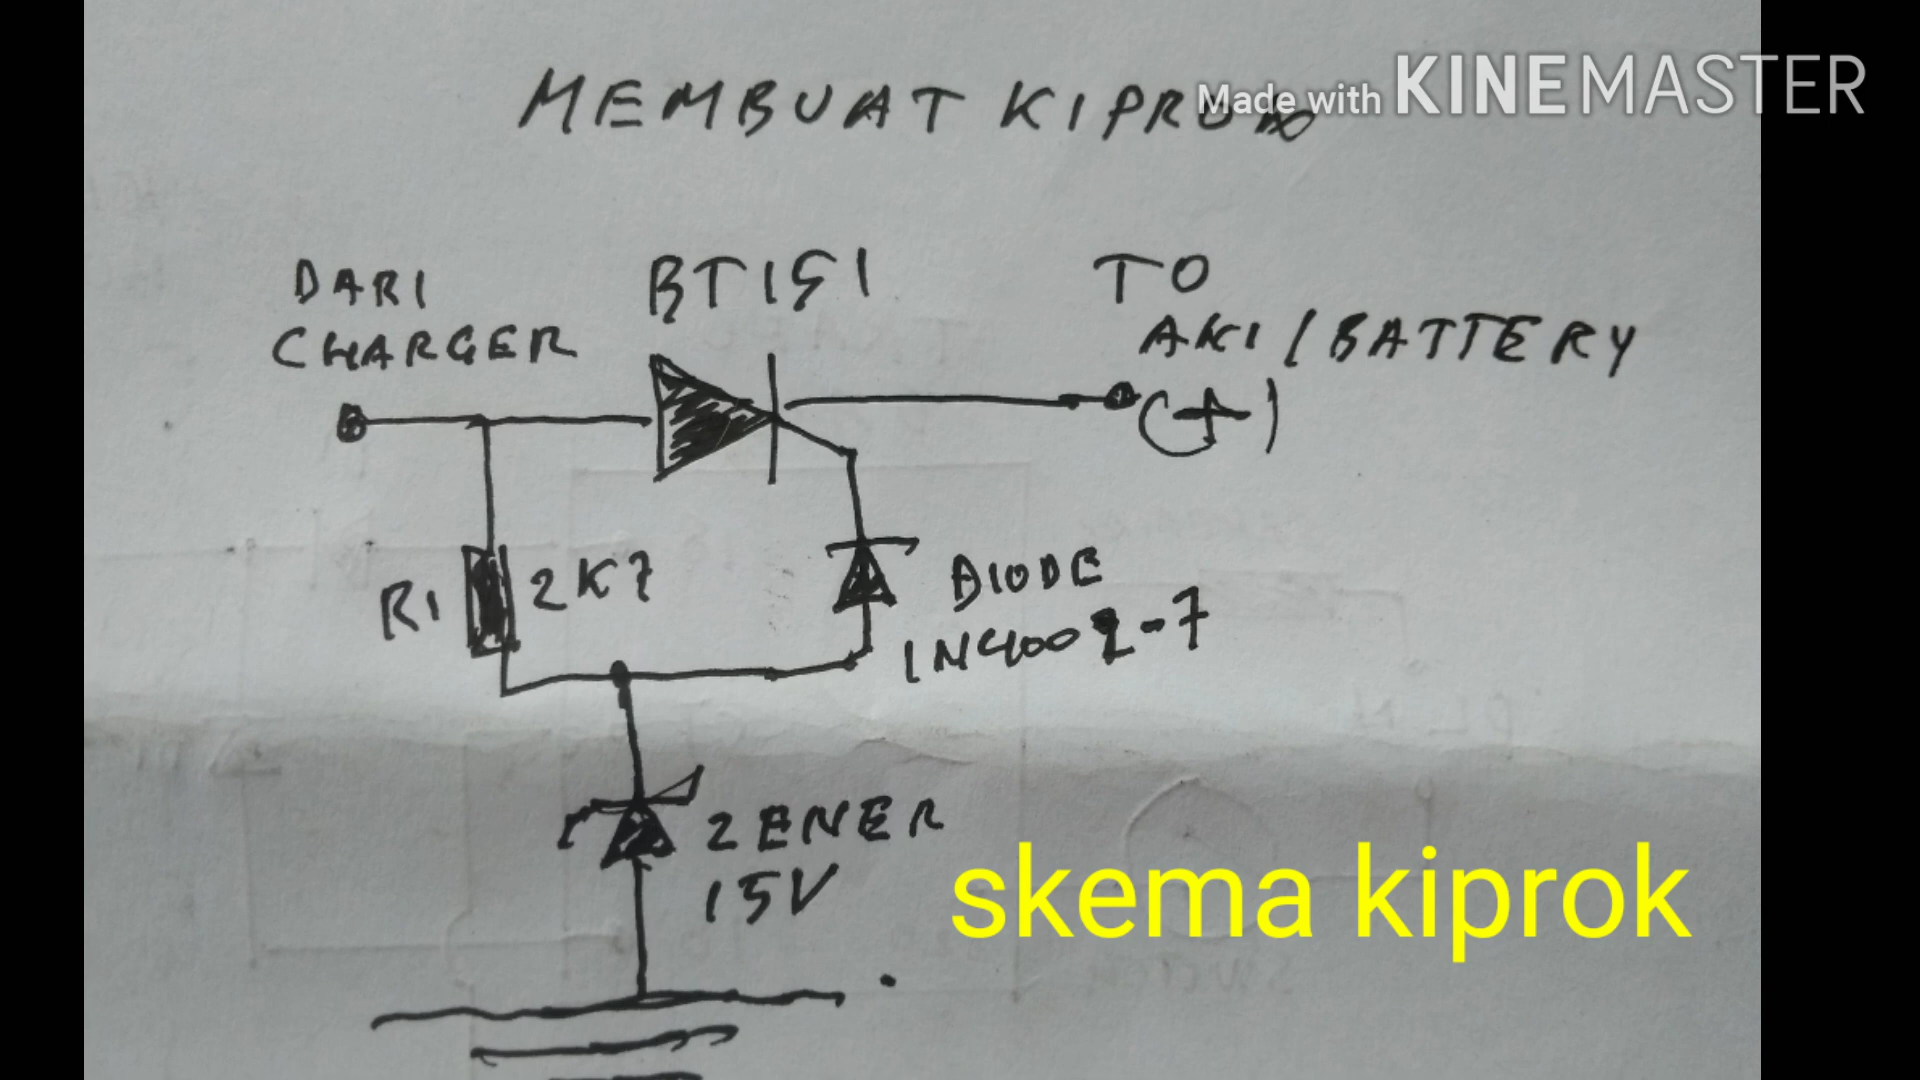 MEMBUAT KIPROK
Made with KINEMASTER
DARI
CHARGER
BT151
TO
AKI/BATTERY
(+)
R1
2K7
DIODE
1N4002-7
ZENER
15V
skema kiprok